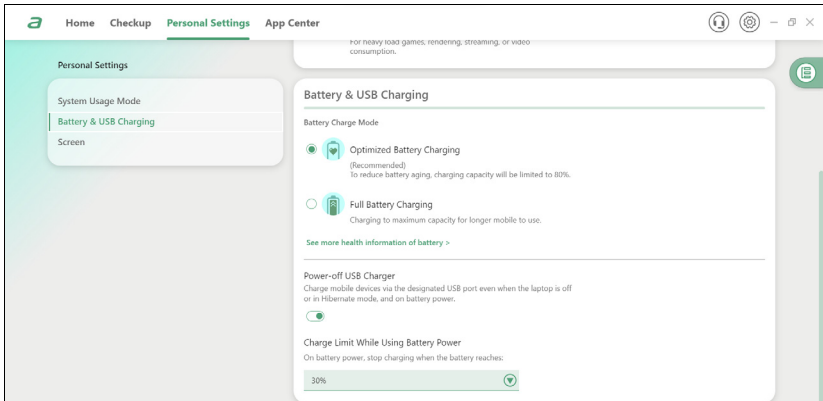 Home Checkup Personal Settings App Center
Personal Settings
System Usage Mode
Battery & USB Charging
Screen
For heavy load games, rendering, streaming, or video
consumption.
Battery & USB Charging
Battery Charge Mode
Optimized Battery Charging
(Recommended)
To reduce battery aging, charging capacity will be limited to 80%.
Full Battery Charging
Charging to maximum capacity for longer mobile to use.
See more health information of battery >
Power-off USB Charger
Charge mobile devices via the designated USB port even when the laptop is off
or in Hibernate mode, and on battery power.
Charge Limit While Using Battery Power
On battery power, stop charging when the battery reaches:
30%